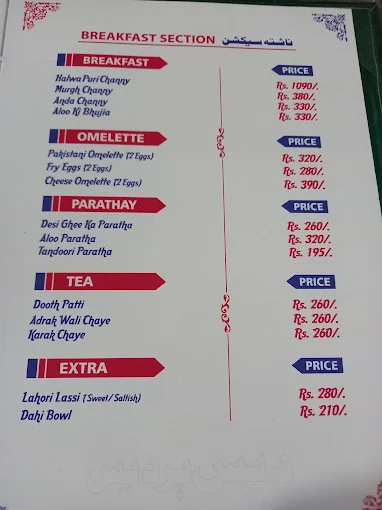 BREAKFAST SECTION ناشتہ سیکشن
BREAKFAST PRICE
Halwa Puri Channy Rs. 1090/.
Murgh Channy Rs. 380/.
Anda Channy Rs. 330/.
Aloo Ki Bhujia Rs. 330/.
OMELETTE PRICE
Pakistani Omelette (2 Eggs) Rs. 320/.
Fry Eggs (2 Eggs) Rs. 280/.
Cheese Omelette (2 Eggs) Rs. 390/.
PARATHAY PRICE
Desi Ghee Ka Paratha Rs. 260/.
Aloo Paratha Rs. 320/.
Tandoori Paratha Rs. 195/.
TEA PRICE
Dooth Patti Rs. 260/.
Adrak Wali Chaye Rs. 260/.
Karak Chaye Rs. 260/.
EXTRA PRICE
Lahori Lassi (Sweet/Saltish) Rs. 280/.
Dahi Bowl Rs. 210/.